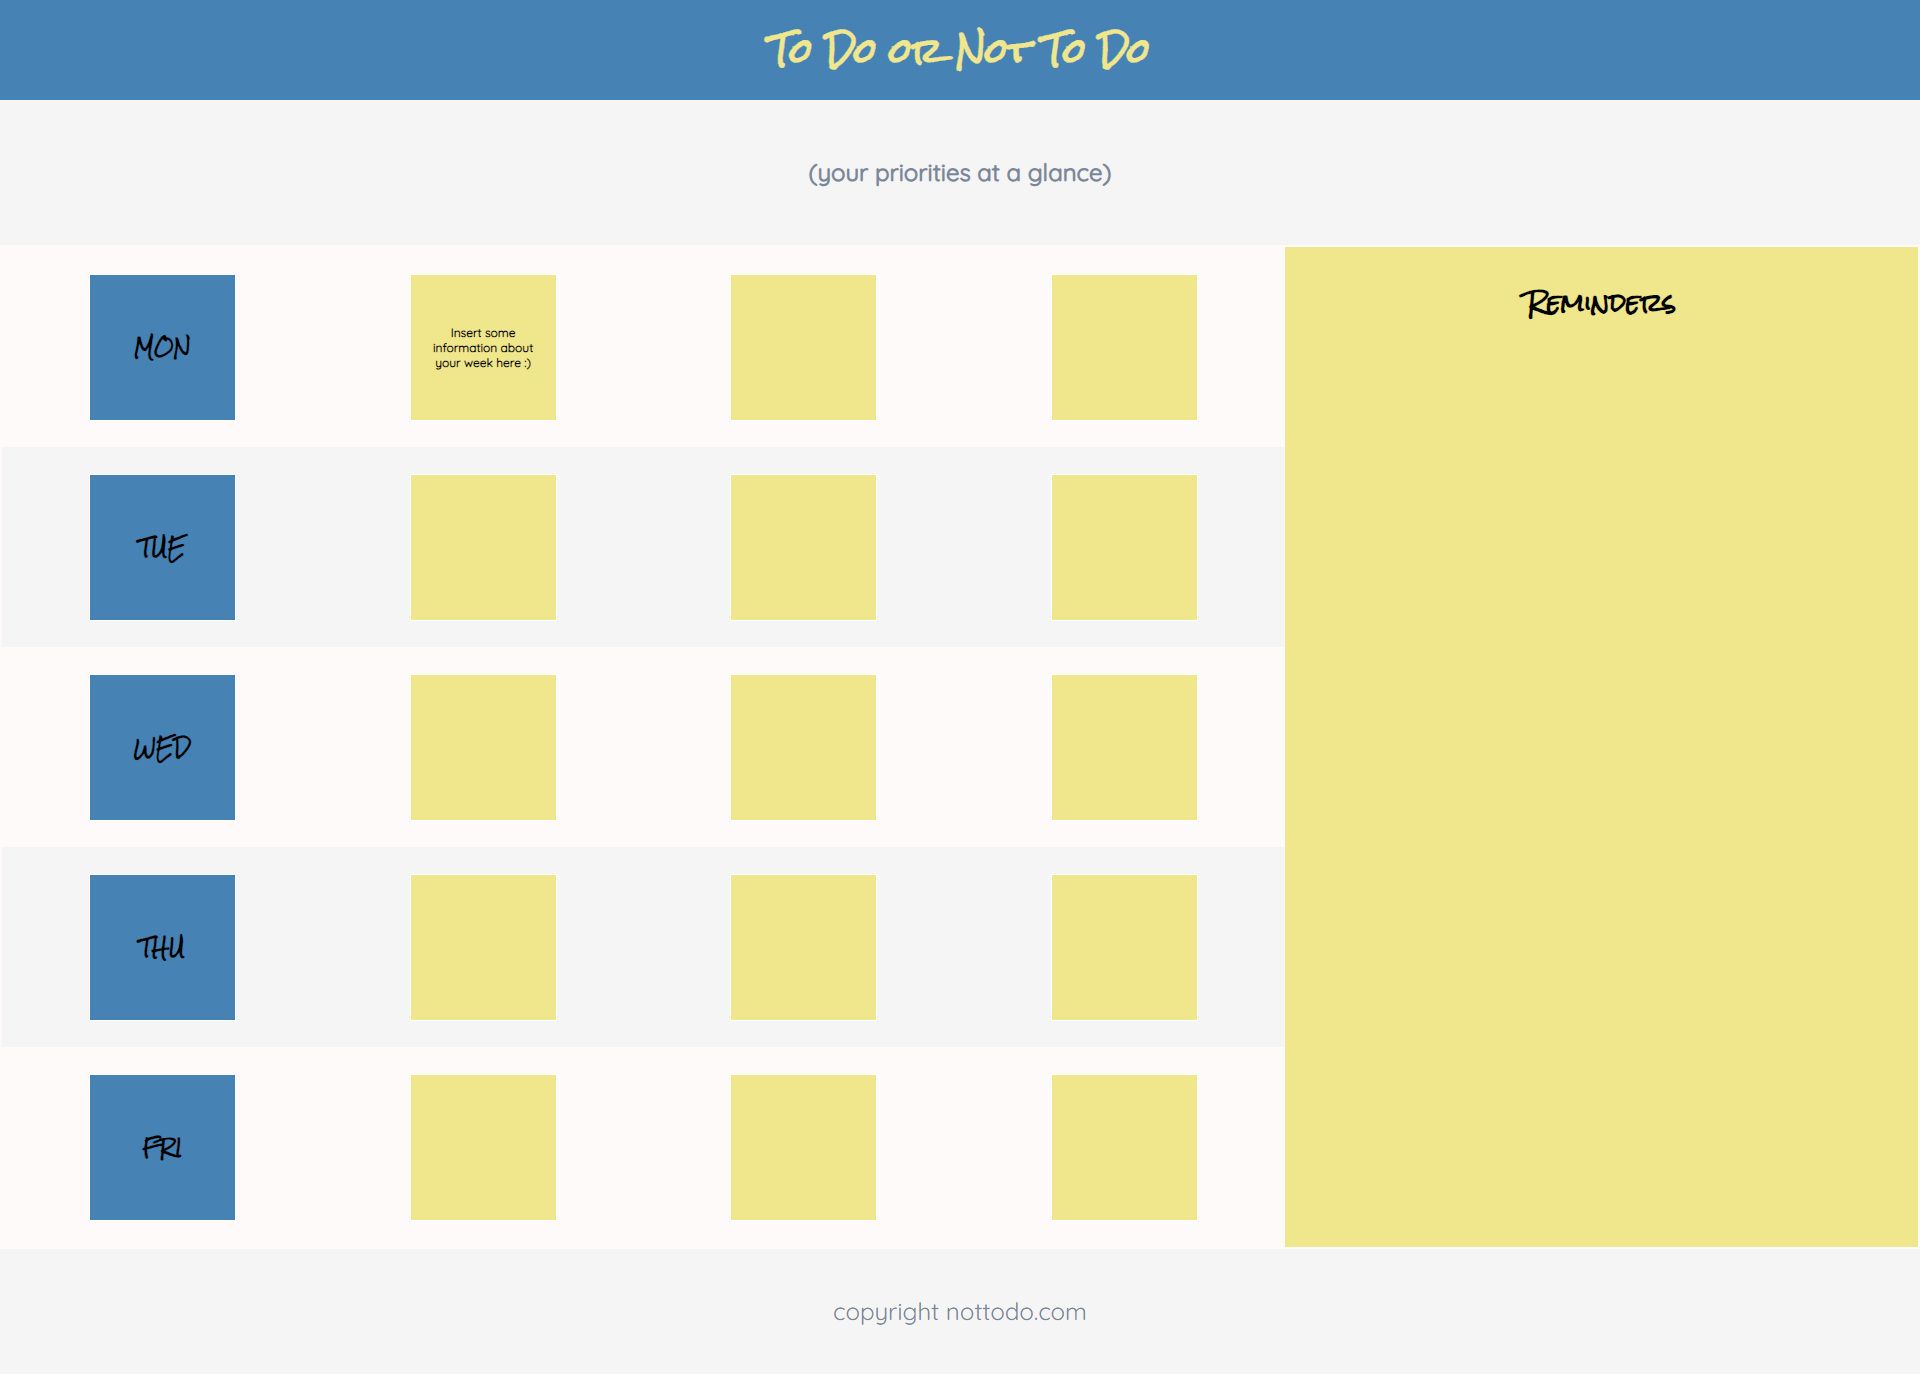 To Do or Not To Do
(your priorities at a glance)
MON
Insert some
information about
your week here :)
Reminders
TUE
WED
THU
FRI
copyright nottodo.com